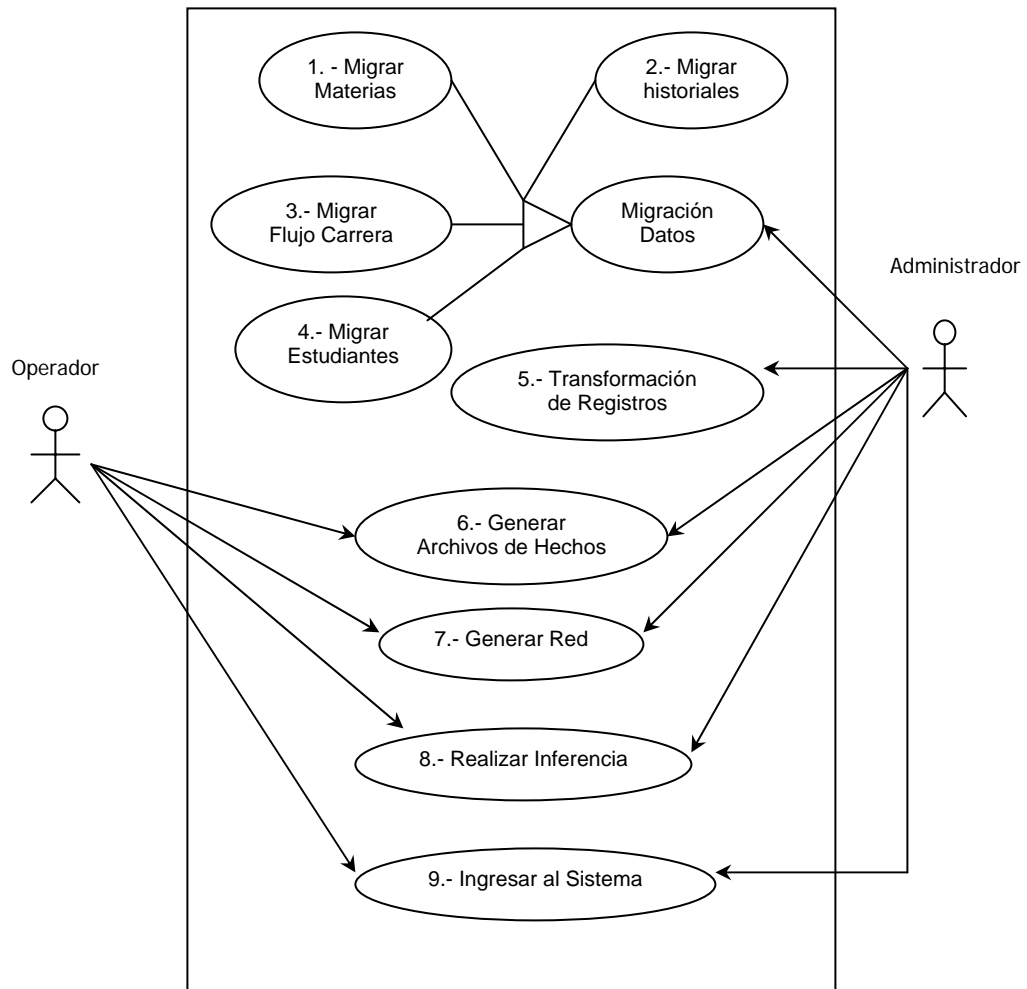 1. - Migrar
Materias
2.- Migrar
historiales
3.- Migrar
Flujo Carrera
Migración
Datos
Administrador
4.- Migrar
Estudiantes
Operador
5.- Transformación
de Registros
6.- Generar
Archivos de Hechos
7.- Generar Red
8.- Realizar Inferencia
9.- Ingresar al Sistema